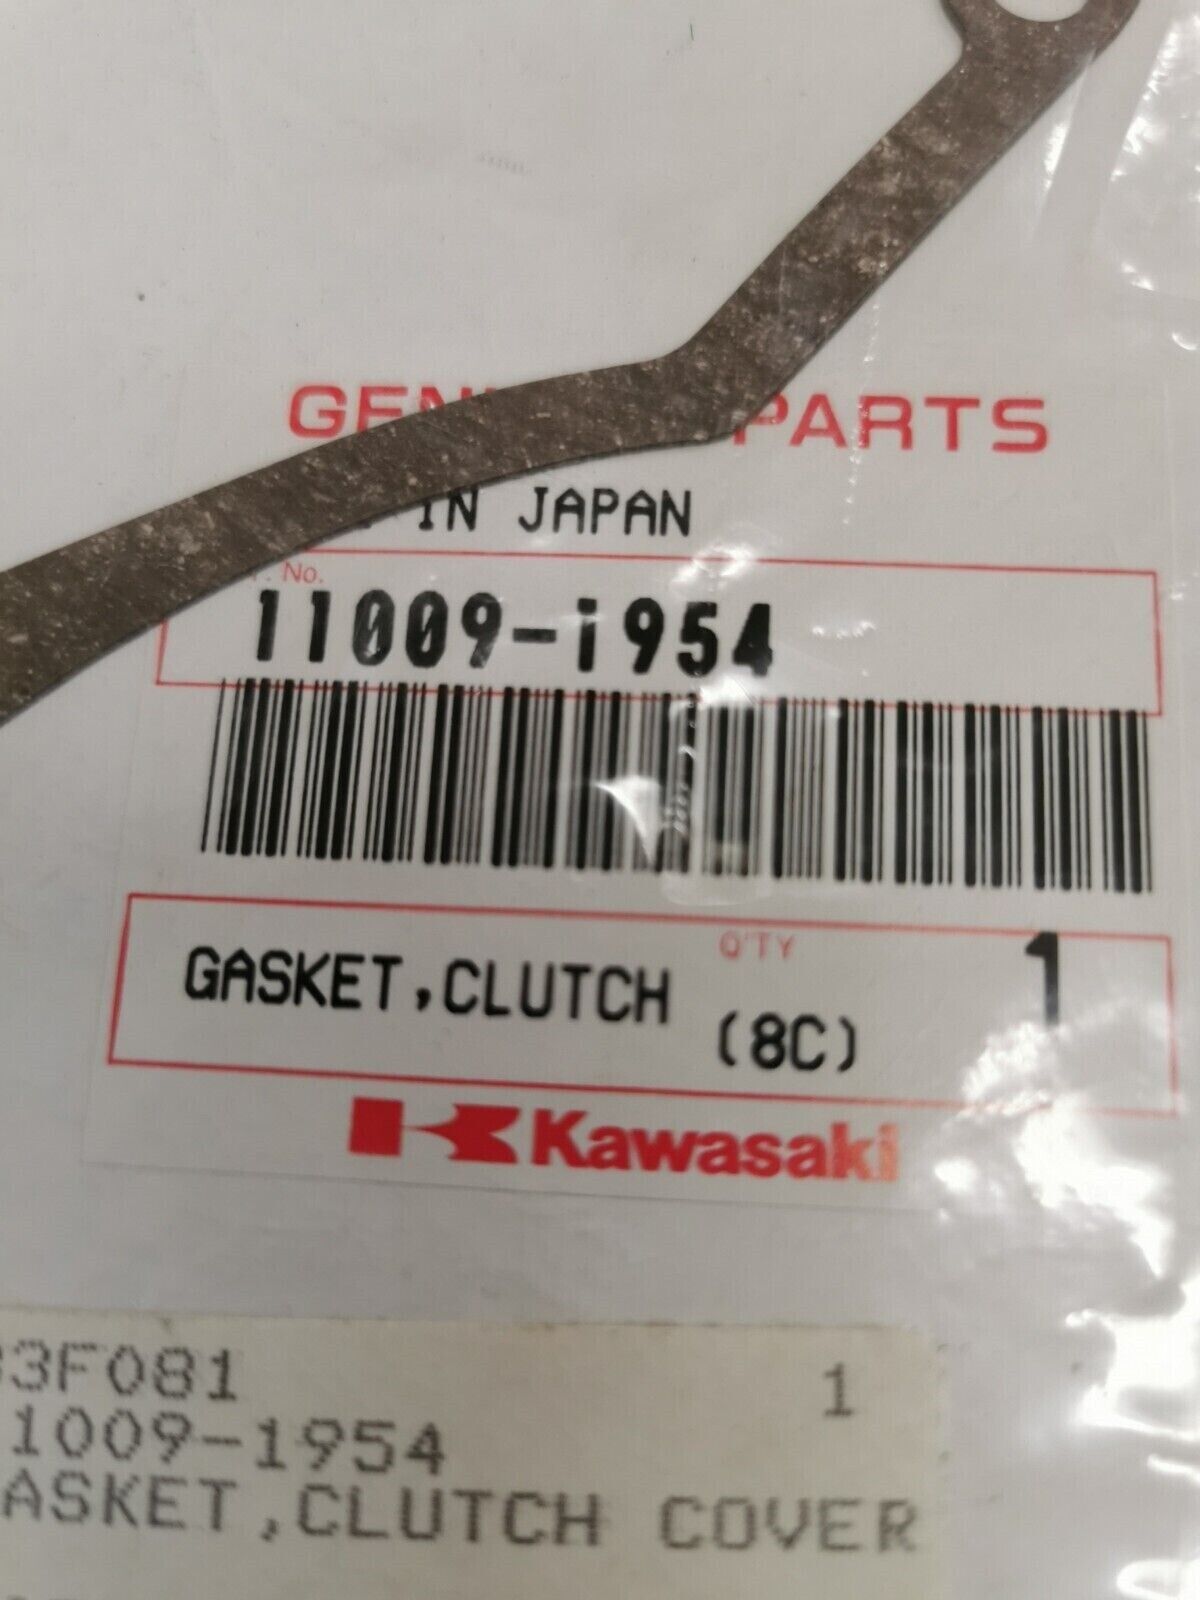 PARTS
IN JAPAN
No.
11009-1954
Q'TY
1
GASKET,CLUTCH
(8C)
Kawasaki
3F081
1
1009-1954
ASKET,CLUTCH COVER